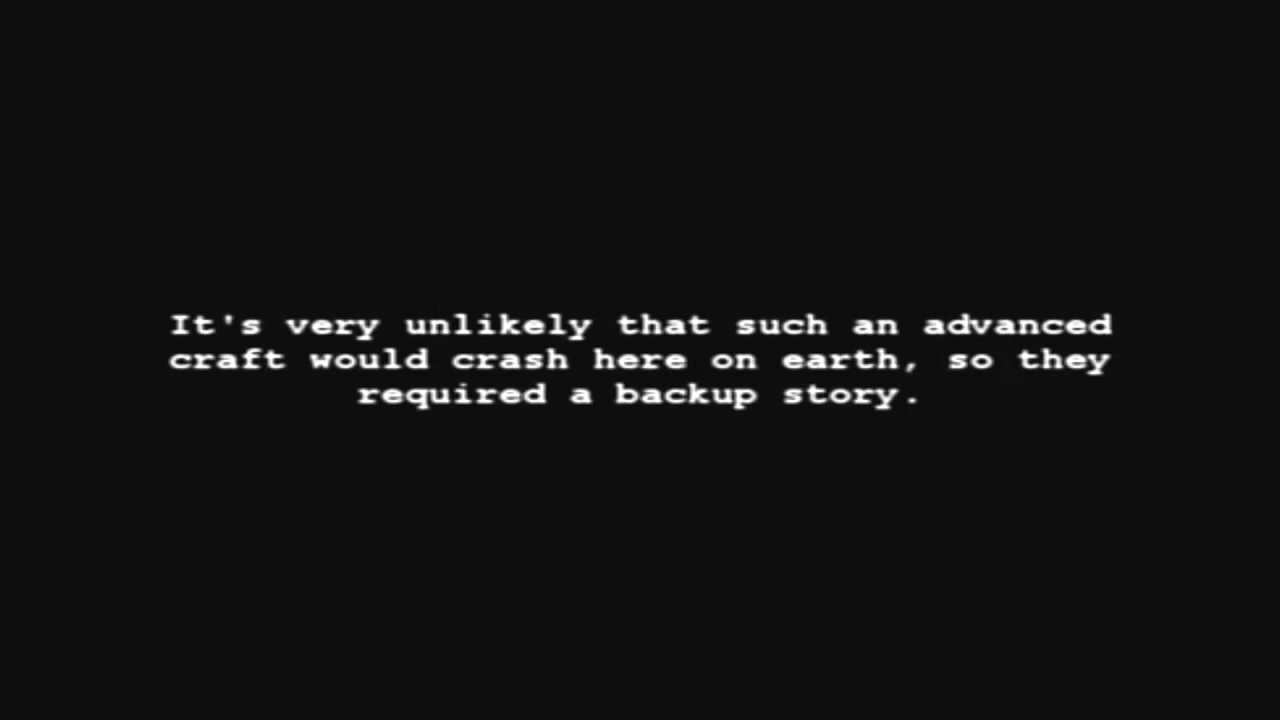 It's very unlikely that such an advanced
craft would crash here on earth, so they
required a backup story.